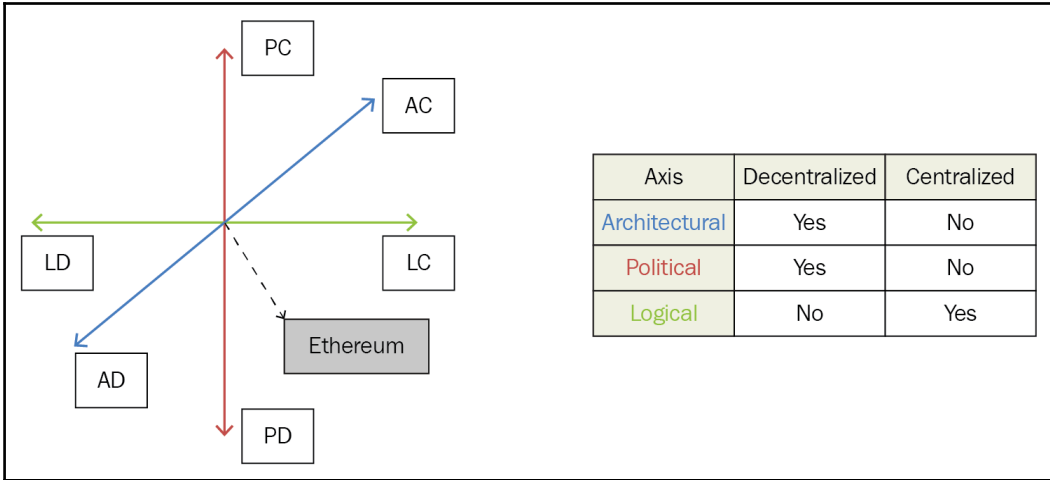 PC
AC
LD
LC
Ethereum
AD
PD
Axis Decentralized Centralized
Architectural Yes No
Political Yes No
Logical No Yes